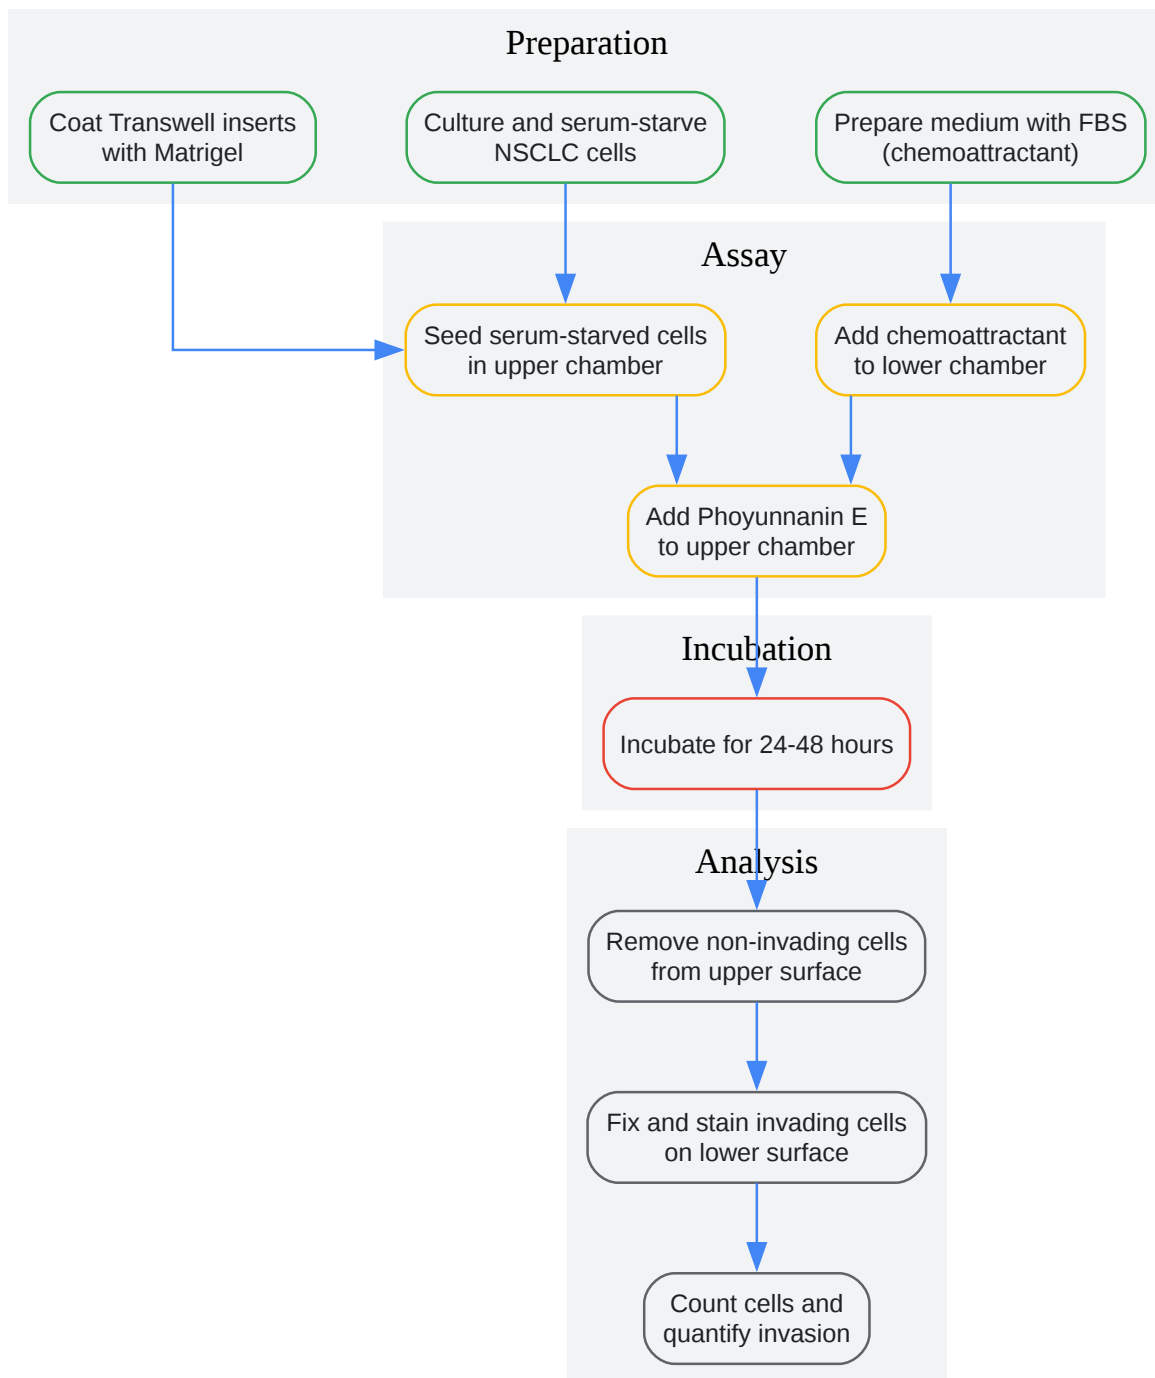 Preparation
Coat Transwell inserts
with Matrigel
Culture and serum-starve
NSCLC cells
Prepare medium with FBS
(chemoattractant)
Assay
Seed serum-starved cells
in upper chamber
Add chemoattractant
to lower chamber
Add Phoyunnanin E
to upper chamber
Incubation
Incubate for 24-48 hours
Analysis
Remove non-invading cells
from upper surface
Fix and stain invading cells
on lower surface
Count cells and
quantify invasion